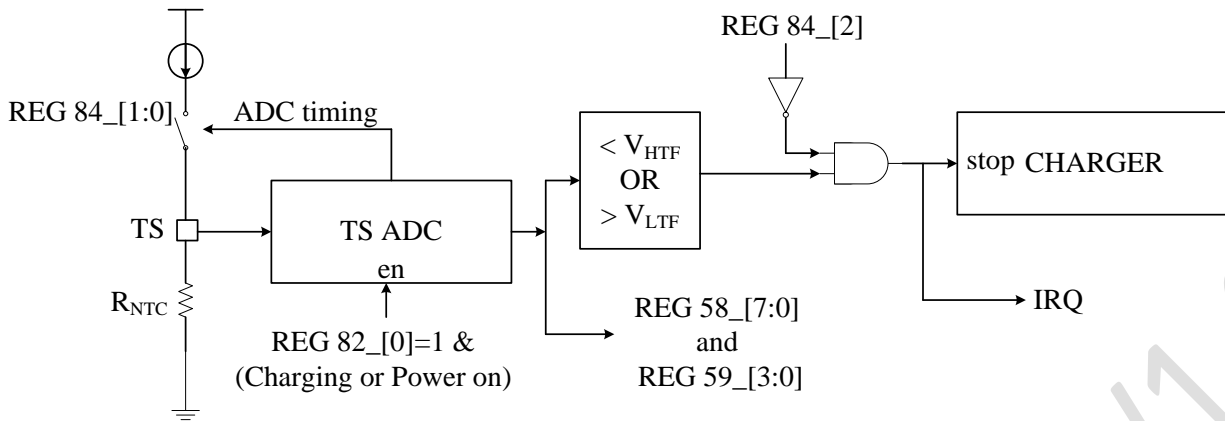 REG 84_[2]
REG 84_[1:0]
ADC timing
< V_HTF
OR
> V_LTF
stop CHARGER
TS
TS ADC
en
R_NTC
REG 82_[0]=1 &
(Charging or Power on)
REG 58_[7:0]
and
REG 59_[3:0]
IRQ